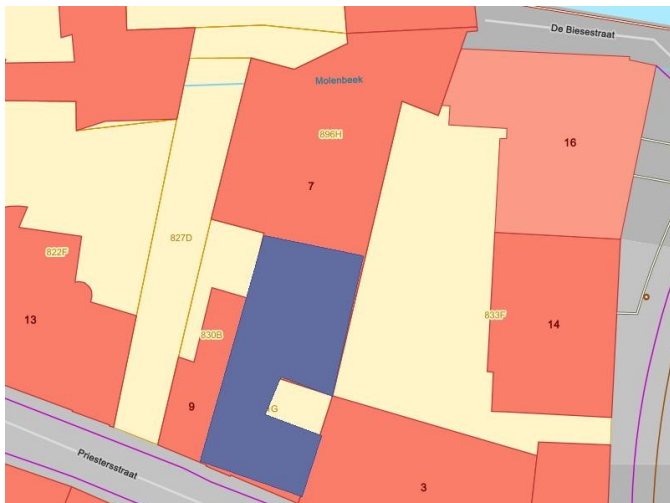 De Biesestraat
Molenbeek
896H
16
7
827D
822F
13
833F
14
830B
9
G
3
Priestersstraat